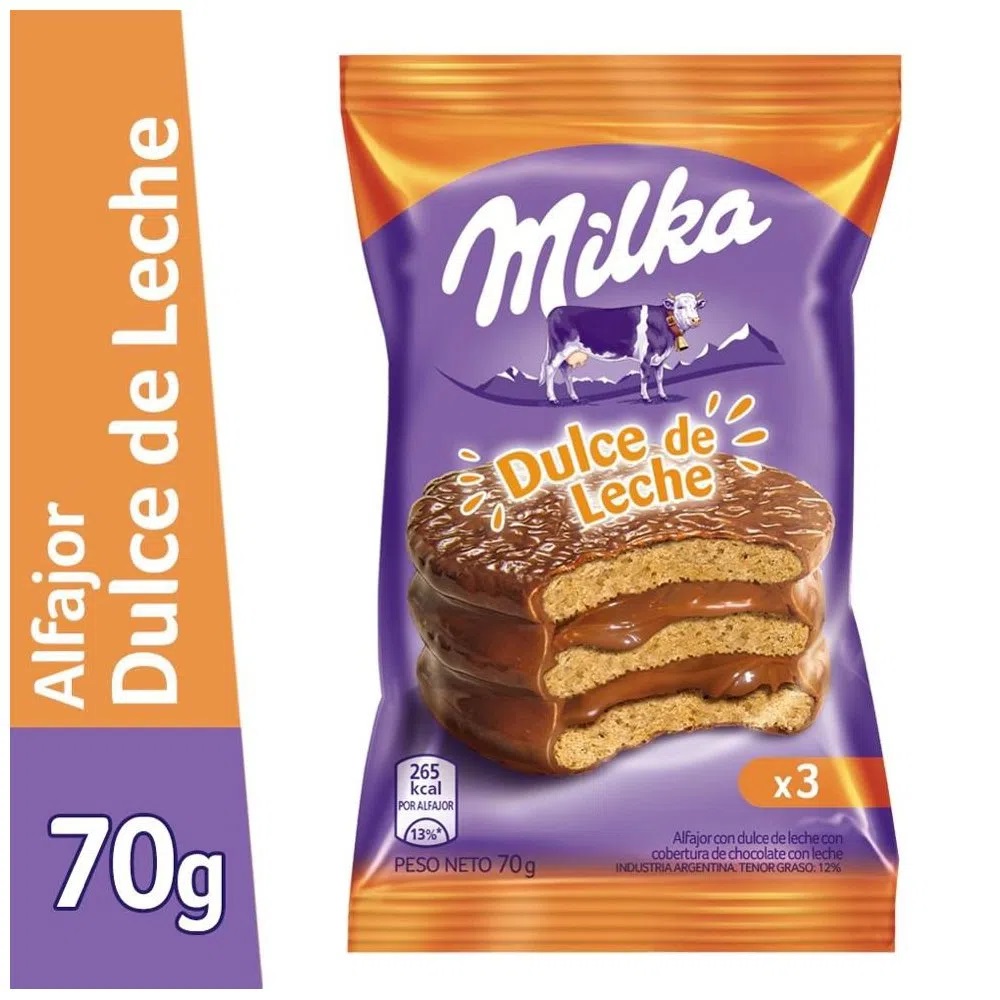 Alfajor
Dulce de Leche
70g
Milka
Dulce de
Leche
265
kcal
POR ALFAJOR
13%*
PESO NETO 70g
x3
Alfajor con dulce de leche con
cobertura de chocolate con leche
INDUSTRIA ARGENTINA. TENOR GRASO: 12%